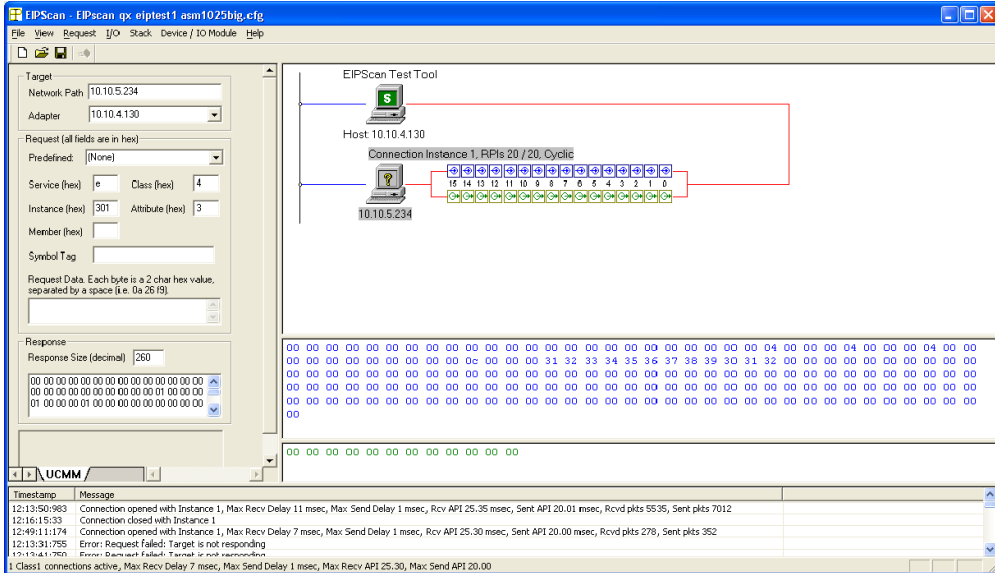 EIPScan - EIPscan qx eiptest1 asm1025big.cfg
File View Request I/O Stack Device / IO Module Help
Target
Network Path 10.10.5.234
Adapter 10.10.4.130
Request (all fields are in hex)
Predefined: (None)
Service (hex) e Class (hex) 4
Instance (hex) 301 Attribute (hex) 3
Member (hex)
Symbol Tag
Request Data. Each byte is a 2 char hex value,
separated by a space (i.e. 0a 26 f9).
Response
Response Size (decimal) 260
00 00 00 00 00 00 00 00 00 00 00 00 00 00
00 00 00 00 00 00 00 00 00 00 01 00 00 00
01 00 00 00 01 00 00 00 00 00 00 00 00 00
UCMM
EIPScan Test Tool
S
Host: 10.10.4.130
Connection Instance 1, RPIs 20 / 20, Cyclic
?
15 14 13 12 11 10 9 8 7 6 5 4 3 2 1 0
10.10.5.234
00 00 00 00 00 00 00 00 00 00 00 00 00 00 00 00 00 00 00 00 00 00 00 00 04 00 00 00 04 00 00 00 04 00 00
00 00 00 00 00 00 00 00 00 0c 00 00 00 31 32 33 34 35 36 37 38 39 30 31 32 00 00 00 00 00 00 00 00 00 00
00 00 00 00 00 00 00 00 00 00 00 00 00 00 00 00 00 00 00 00 00 00 00 00 00 00 00 00 00 00 00 00 00 00 00
00 00 00 00 00 00 00 00 00 00 00 00 00 00 00 00 00 00 00 00 00 00 00 00 00 00 00 00 00 00 00 00 00 00 00
00 00 00 00 00 00 00 00 00 00 00 00 00 00 00 00 00 00 00 00 00 00 00 00 00 00 00 00 00 00 00 00 00 00 00
00
00 00 00 00 00 00 00 00 00 00 00 00
Timestamp Message
12:13:50:983 Connection opened with Instance 1, Max Recv Delay 11 msec, Max Send Delay 1 msec, Rcv API 25.35 msec, Sent API 20.01 msec, Rcvd pkts 5535, Sent pkts 7012
12:16:15:33 Connection closed with Instance 1
12:49:11:174 Connection opened with Instance 1, Max Recv Delay 7 msec, Max Send Delay 1 msec, Rcv API 25.30 msec, Sent API 20.00 msec, Rcvd pkts 278, Sent pkts 352
12:13:31:755 Error: Request failed: Target is not responding
12:13:41:750 Error: Request failed: Target is not responding
1 Class1 connections active, Max Recv Delay 7 msec, Max Send Delay 1 msec, Max Recv API 25.30, Max Send API 20.00